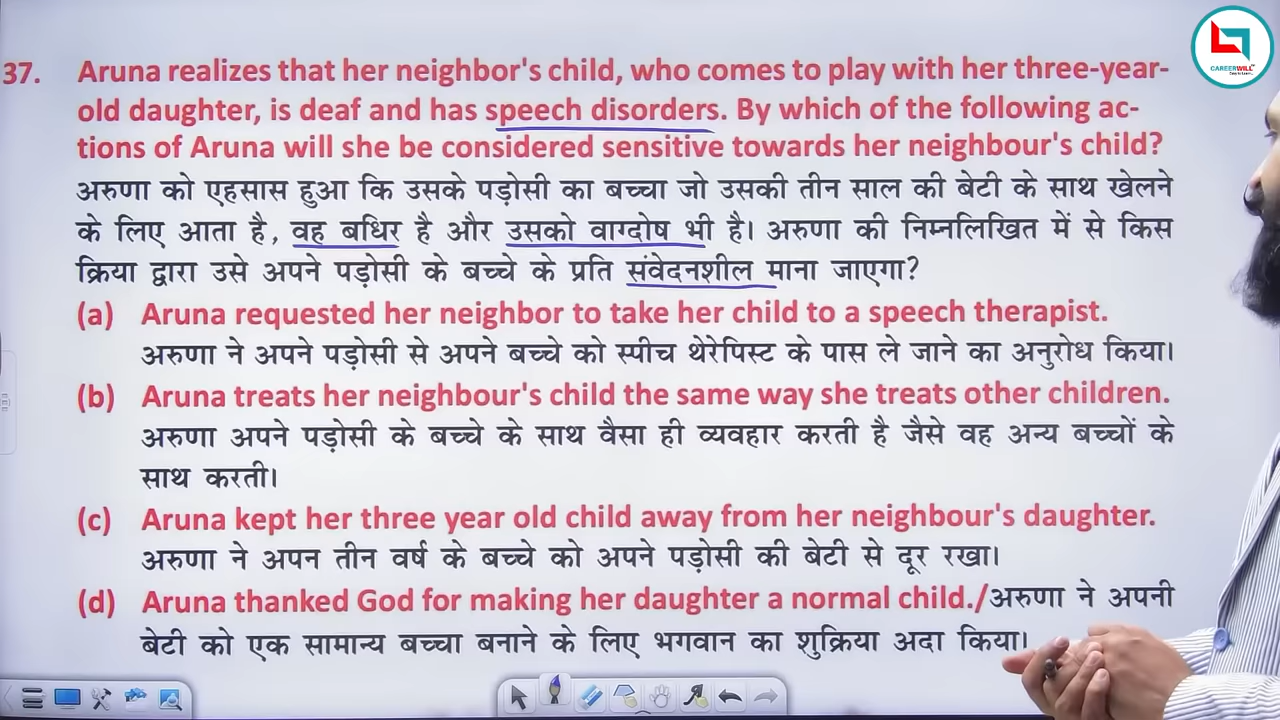 37. Aruna realizes that her neighbor's child, who comes to play with her three-year-
old daughter, is deaf and has speech disorders. By which of the following ac-
tions of Aruna will she be considered sensitive towards her neighbour's child?
अरुणा को एहसास हुआ कि उसके पड़ोसी का बच्चा जो उसकी तीन साल की बेटी के साथ खेलने
के लिए आता है, वह बधिर है और उसको वाग्दोष भी है। अरुणा की निम्नलिखित में से किस
क्रिया द्वारा उसे अपने पड़ोसी के बच्चे के प्रति संवेदनशील माना जाएगा?
(a) Aruna requested her neighbor to take her child to a speech therapist.
अरुणा ने अपने पड़ोसी से अपने बच्चे को स्पीच थेरेपिस्ट के पास ले जाने का अनुरोध किया।
(b) Aruna treats her neighbour's child the same way she treats other children.
अरुणा अपने पड़ोसी के बच्चे के साथ वैसा ही व्यवहार करती है जैसे वह अन्य बच्चों के
साथ करती।
(c) Aruna kept her three year old child away from her neighbour's daughter.
अरुणा ने अपन तीन वर्ष के बच्चे को अपने पड़ोसी की बेटी से दूर रखा।
(d) Aruna thanked God for making her daughter a normal child./अरुणा ने अपनी
बेटी को एक सामान्य बच्चा बनाने के लिए भगवान का शुक्रिया अदा किया।
CAREERWILL